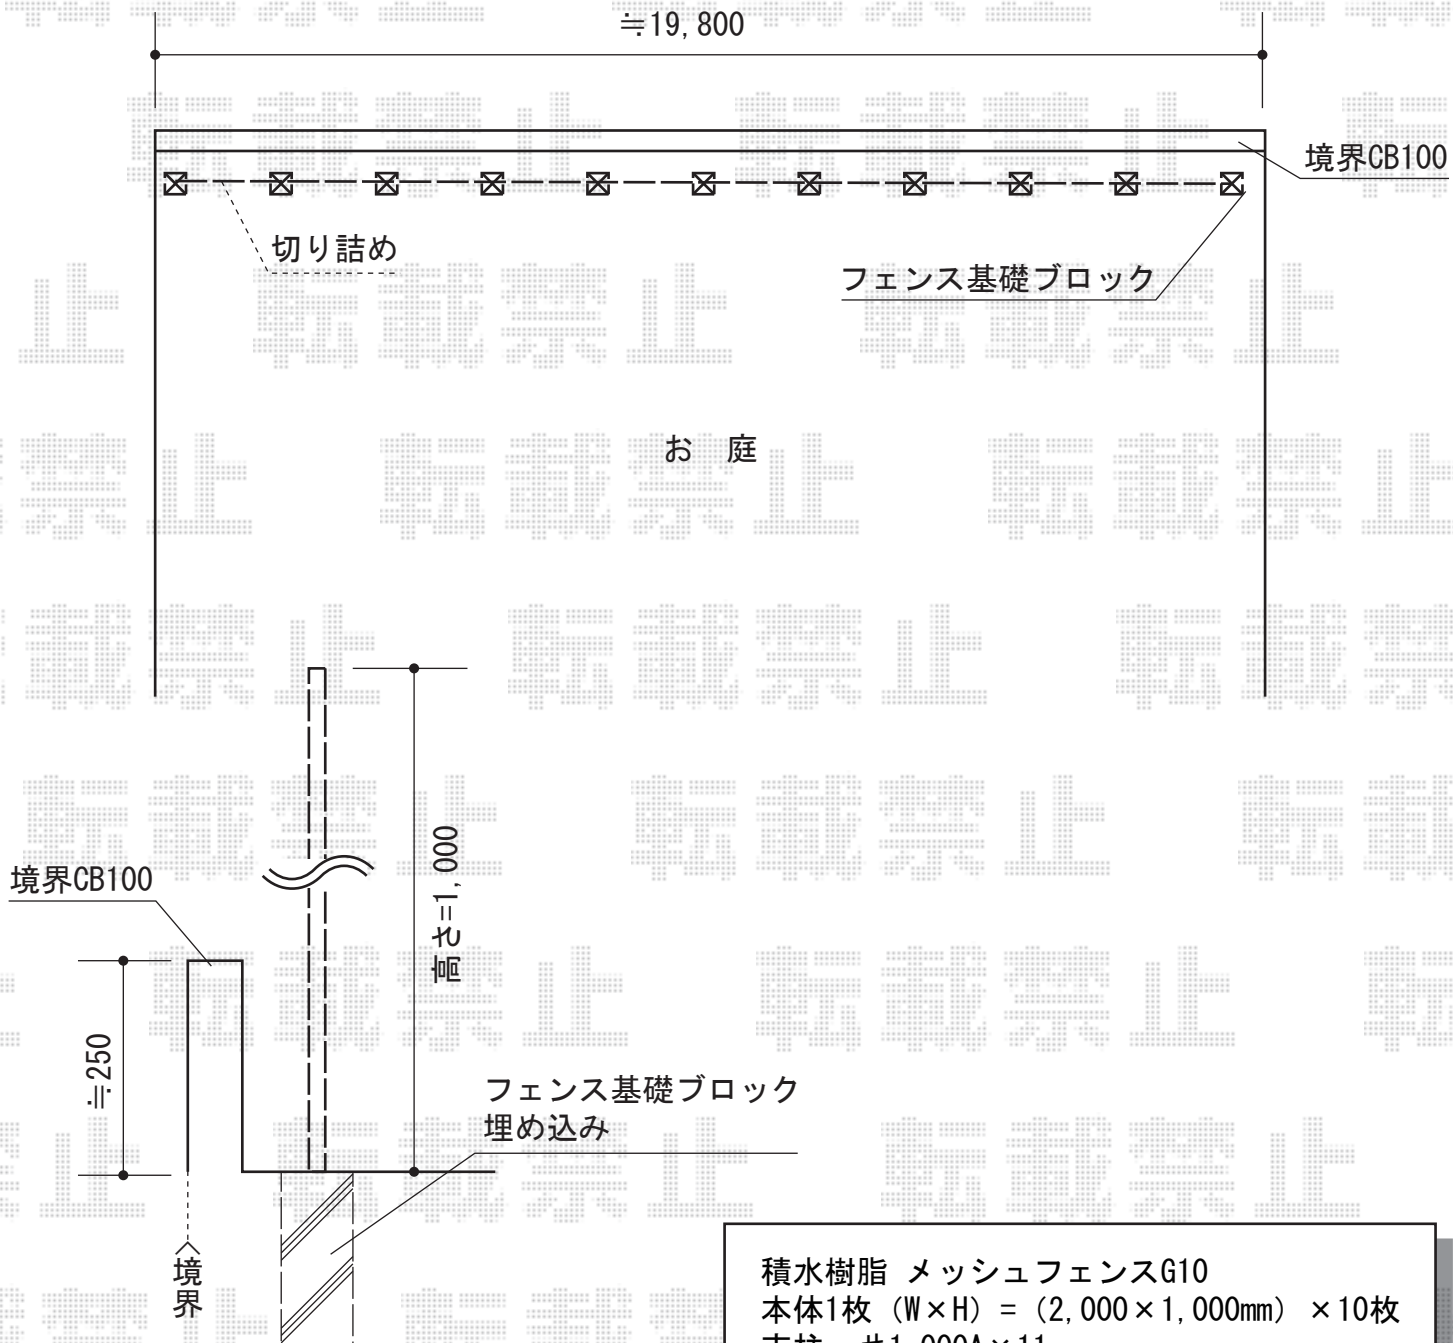 ≒19,800
境界CB100
切り詰め
フェンス基礎ブロック
お 庭
高さ=1,000
境界CB100
≒250
フェンス基礎ブロック
埋め込み
境界
積水樹脂 メッシュフェンスG10
本体1枚 (W×H) = (2,000×1,000mm) ×10枚
転載禁止